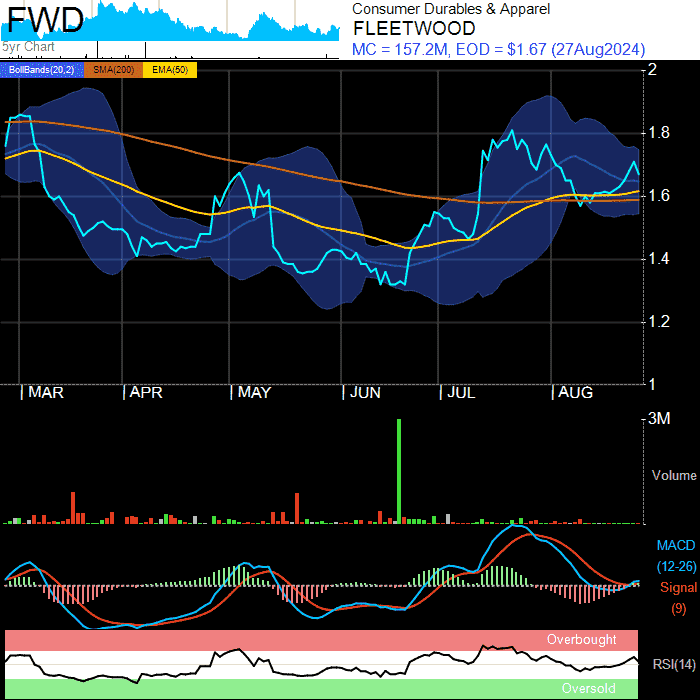 FWD
5yr Chart
Consumer Durables & Apparel
FLEETWOOD
MC = 157.2M, EOD = $1.67 (27Aug2024)
BollBands(20,2) SMA(200) EMA(50)
2
1.8
1.6
1.4
1.2
1
MAR APR MAY JUN JUL AUG
3M
Volume
MACD
(12-26)
Signal
(9)
Overbought
RSI(14)
Oversold